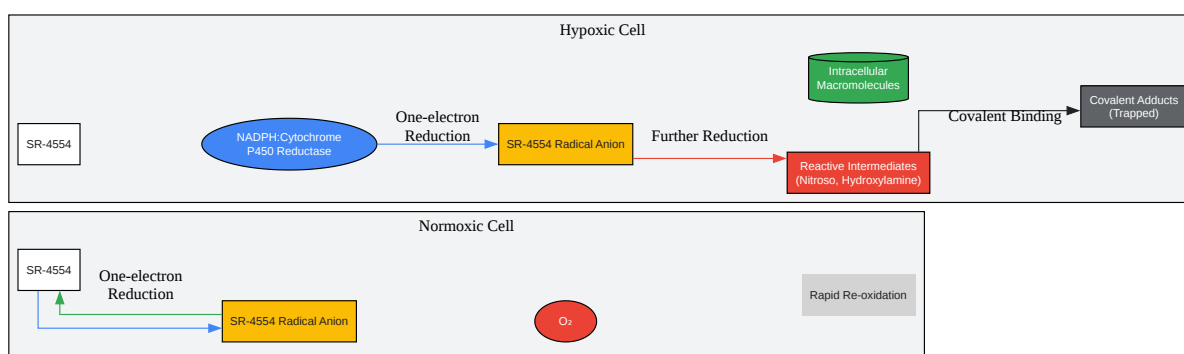 Hypoxic Cell
SR-4554
NADPH:Cytochrome
P450 Reductase
One-electron
Reduction
SR-4554 Radical Anion
Further Reduction
Intracellular
Macromolecules
Reactive Intermediates
(Nitroso, Hydroxylamine)
Covalent Binding
Covalent Adducts
(Trapped)
Normoxic Cell
SR-4554
One-electron
Reduction
SR-4554 Radical Anion
O₂
Rapid Re-oxidation